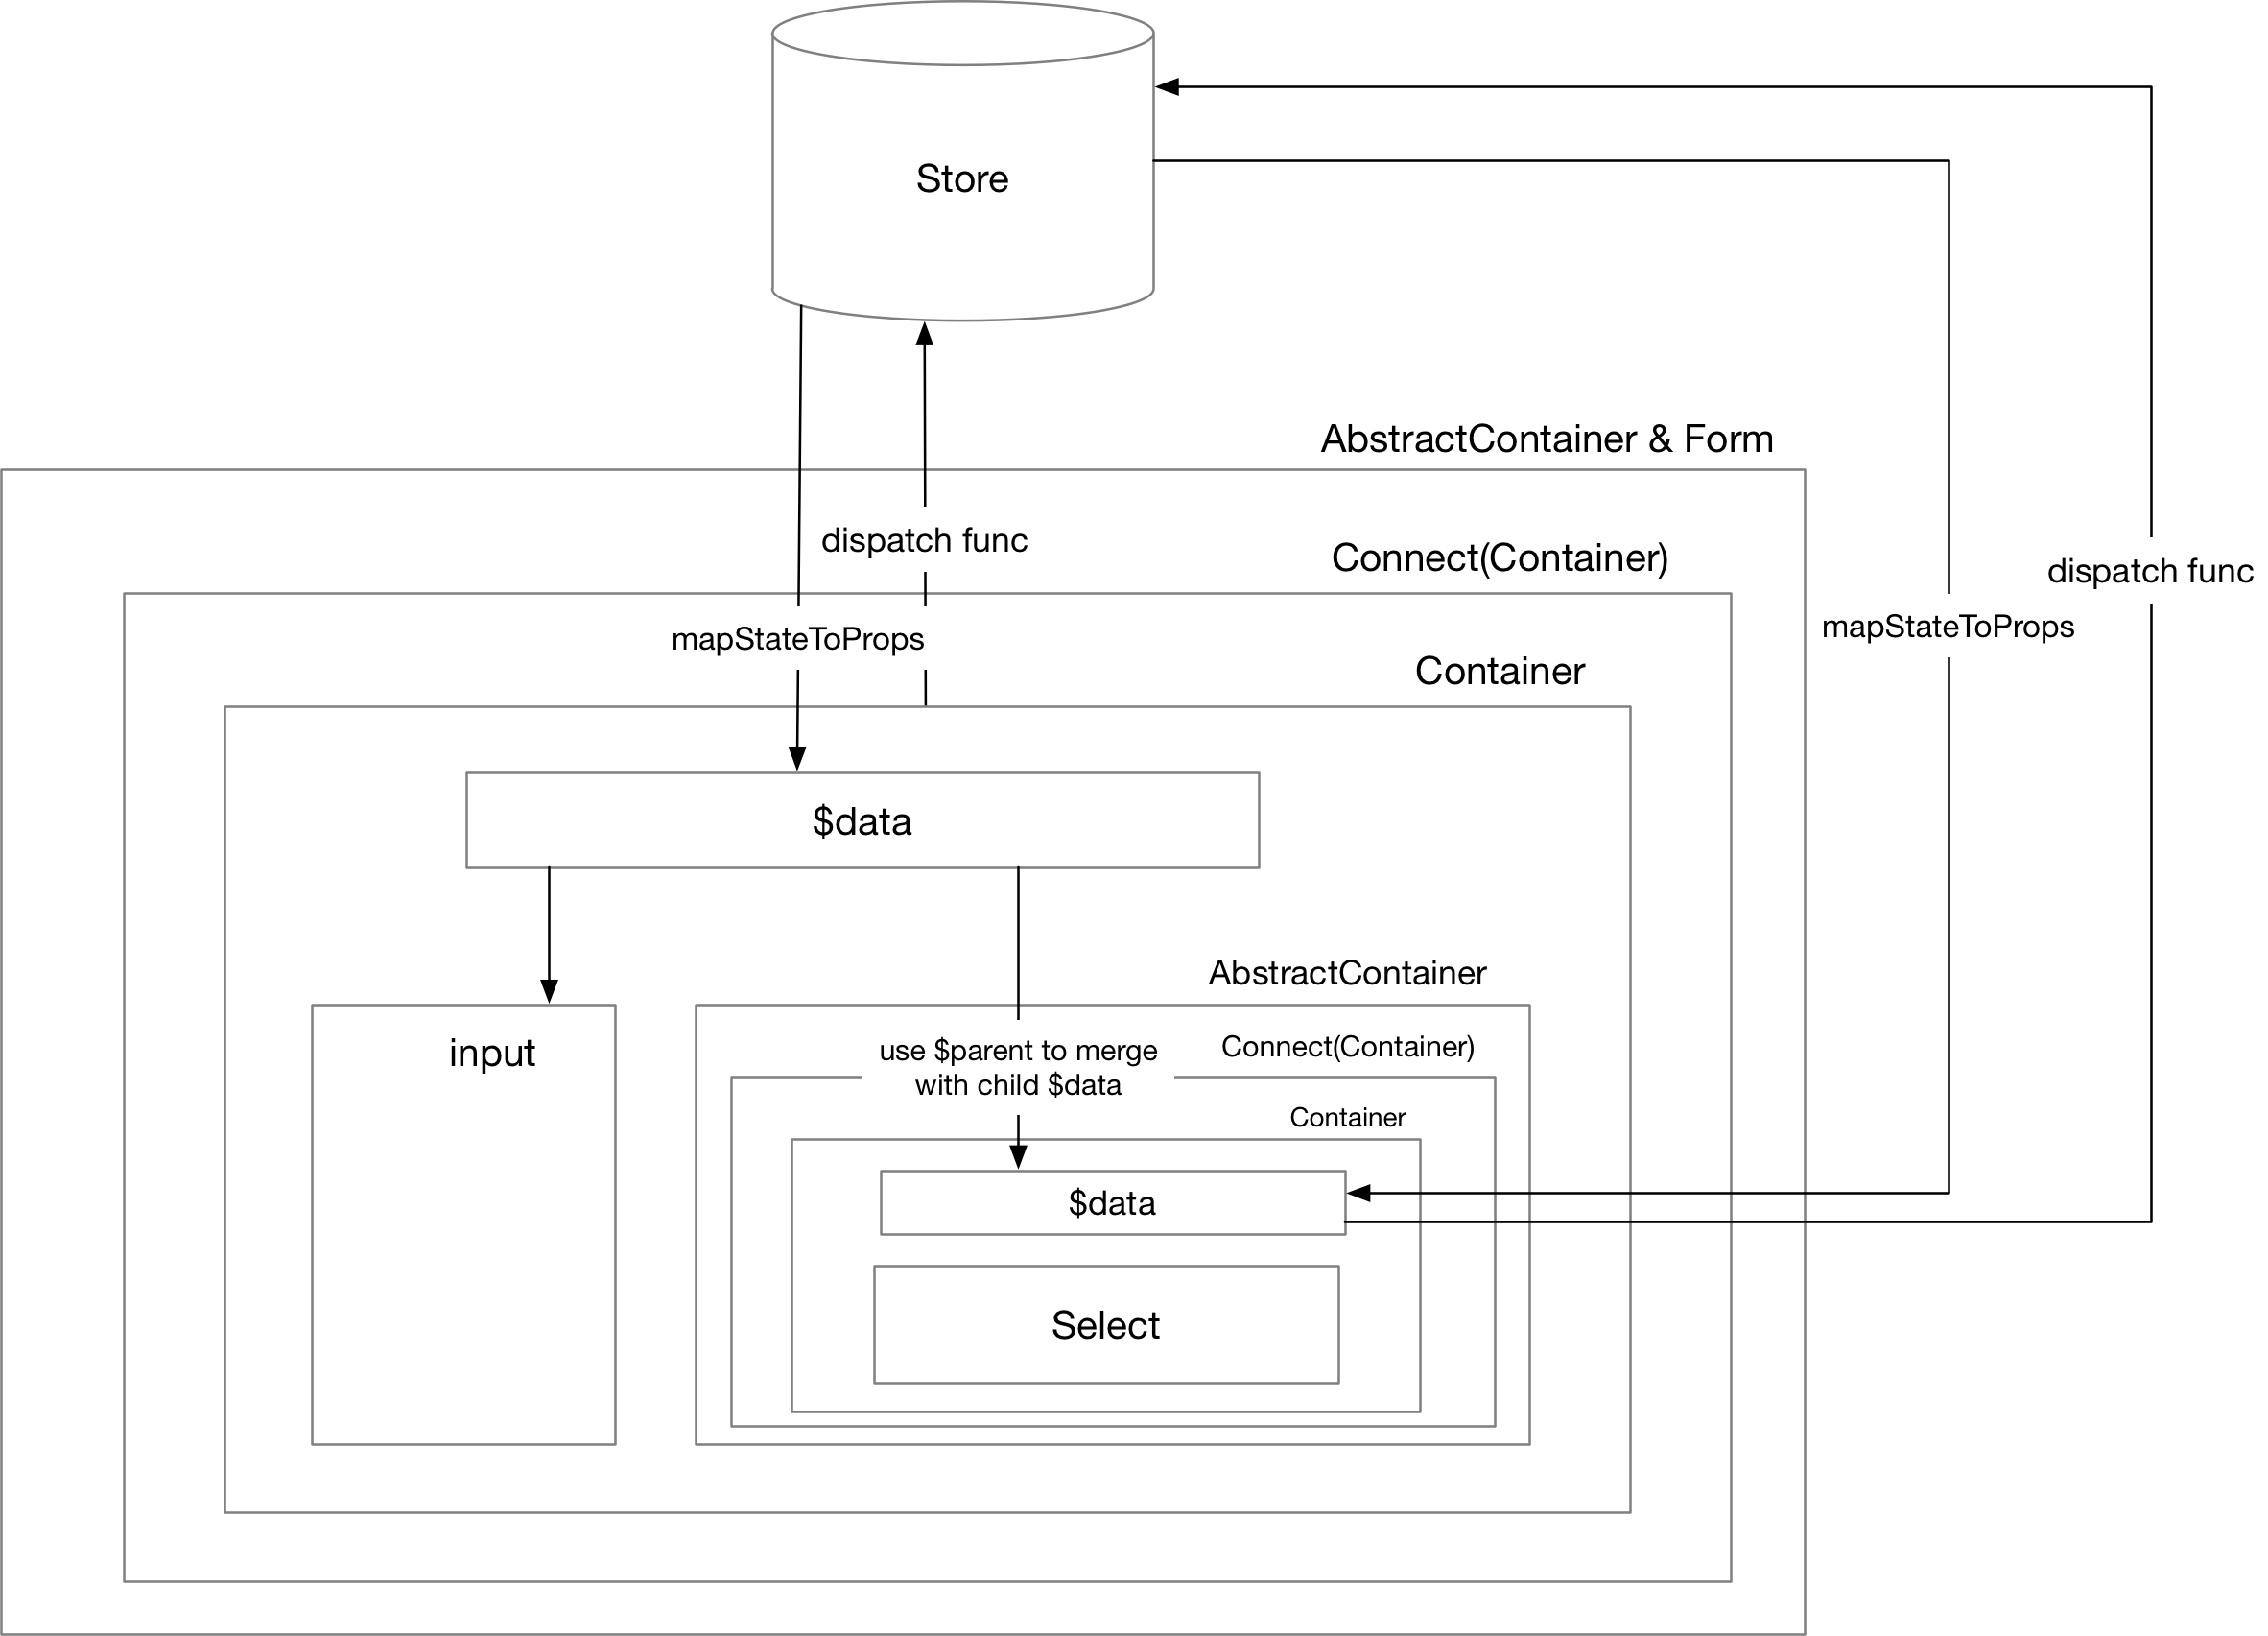 Store
AbstractContainer & Form
dispatch func
Connect(Container)
dispatch func
mapStateToProps
mapStateToProps
Container
$data
AbstractContainer
input
use $parent to merge
with child $data
Connect(Container)
Container
$data
Select